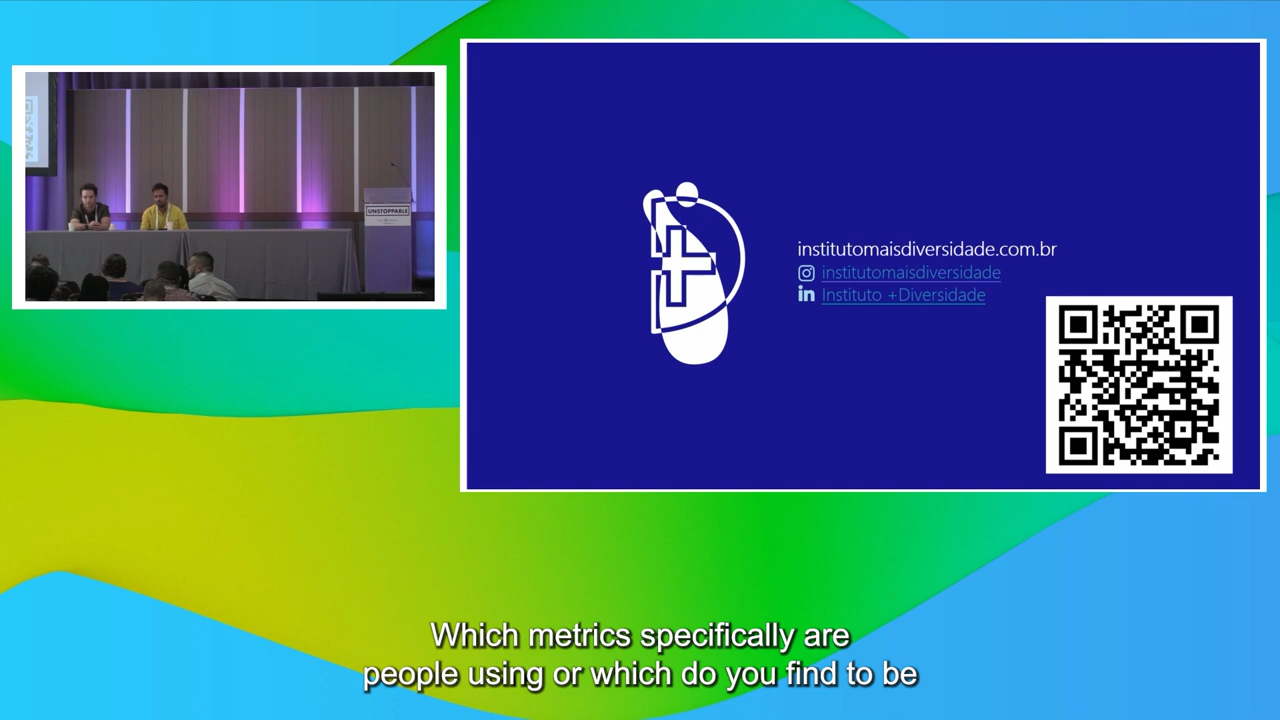 UNSTOPPABLE
institutomaisdiversidade.com.br
institutomaisdiversidade
Instituto +Diversidade
Which metrics specifically are
people using or which do you find to be